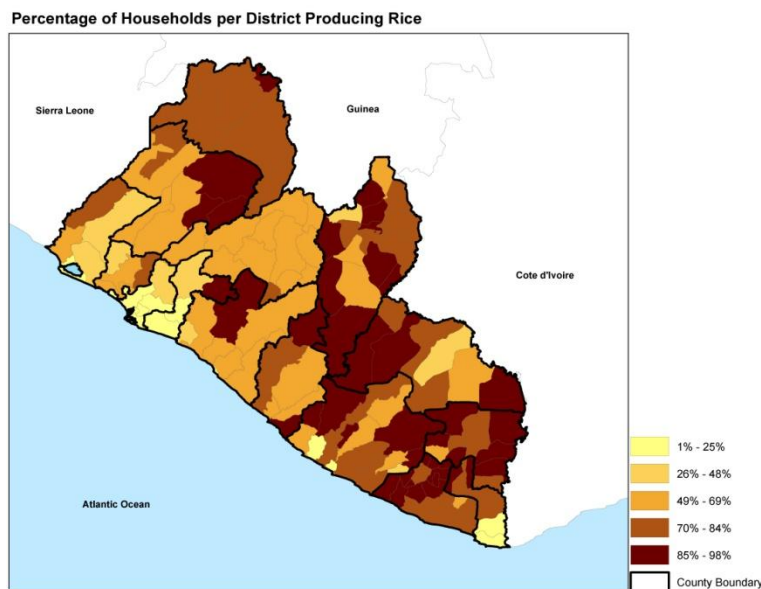 Percentage of Households per District Producing Rice
Sierra Leone
Guinea
Cote d'Ivoire
Atlantic Ocean
1% - 25%
26% - 48%
49% - 69%
70% - 84%
85% - 98%
County Boundary